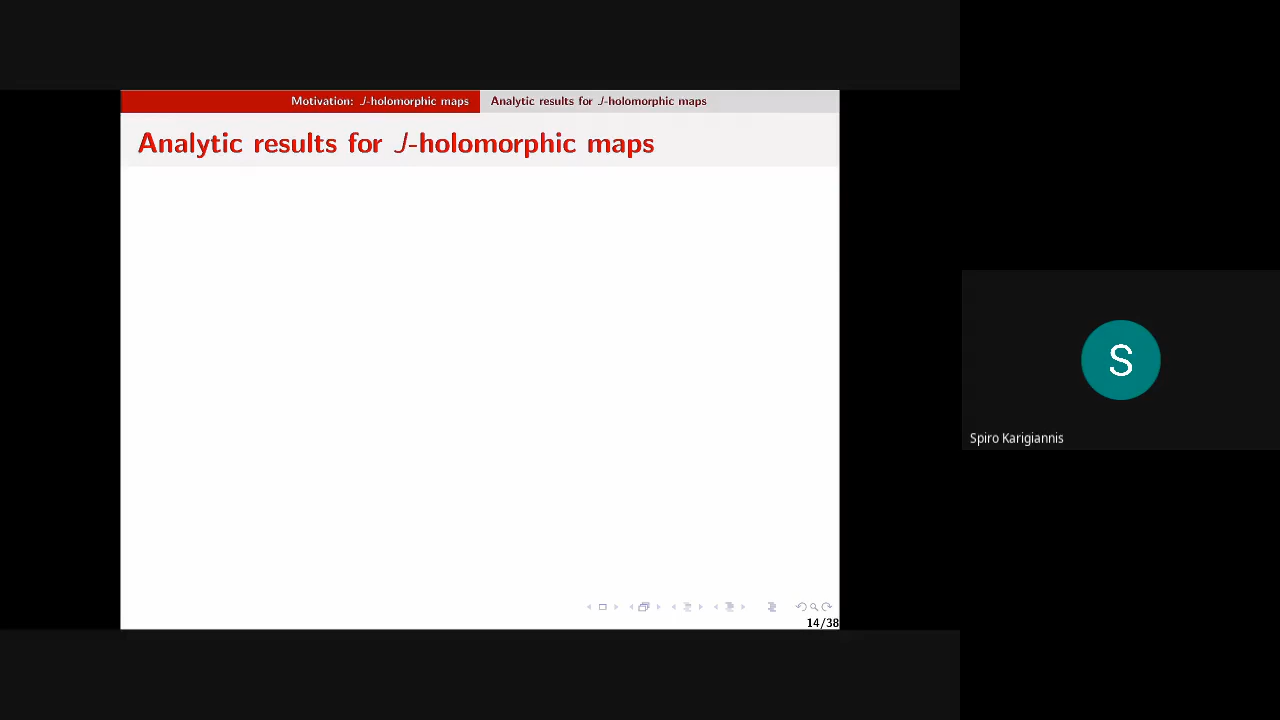 Motivation: J-holomorphic maps
Analytic results for J-holomorphic maps
Analytic results for J-holomorphic maps
S
Spiro Karigiannis
14/38